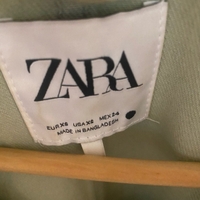 ZARA
EUR XS USA XS MEX 24
MADE IN BANGLADESH